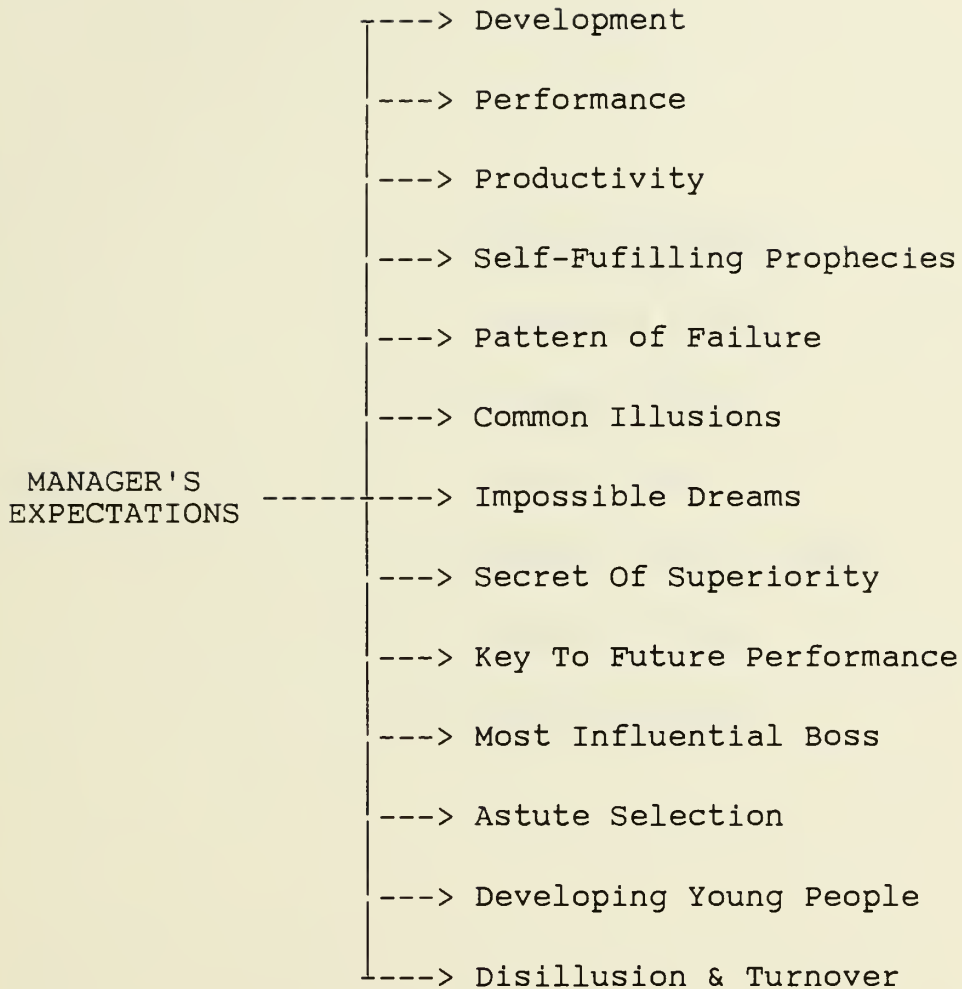 Development
Performance
Productivity
Self-Fufilling Prophecies
Pattern of Failure
Common Illusions
MANAGER'S
EXPECTATIONS
Impossible Dreams
Secret Of Superiority
Key To Future Performance
Most Influential Boss
Astute Selection
Developing Young People
Disillusion & Turnover